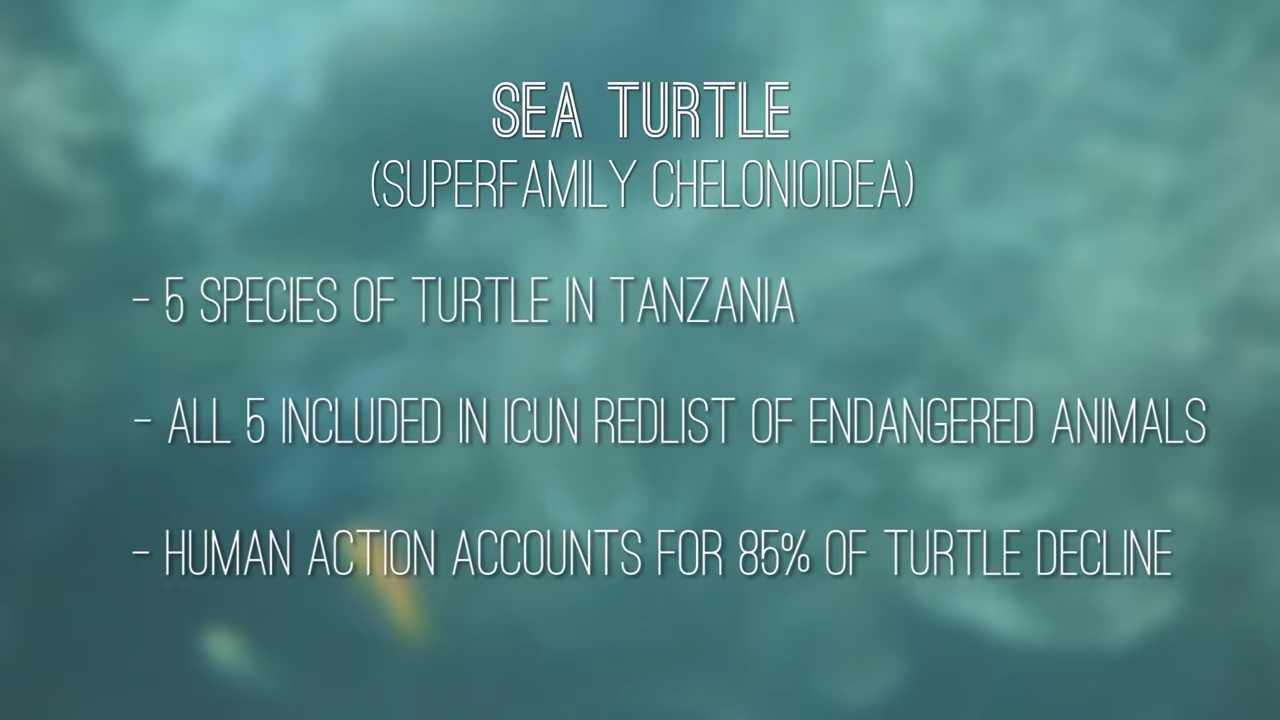 SEA TURTLE
(SUPERFAMILY CHELONIOIDEA)
- 5 SPECIES OF TURTLE IN TANZANIA
- ALL 5 INCLUDED IN ICUN REDLIST OF ENDANGERED ANIMALS
- HUMAN ACTION ACCOUNTS FOR 85% OF TURTLE DECLINE